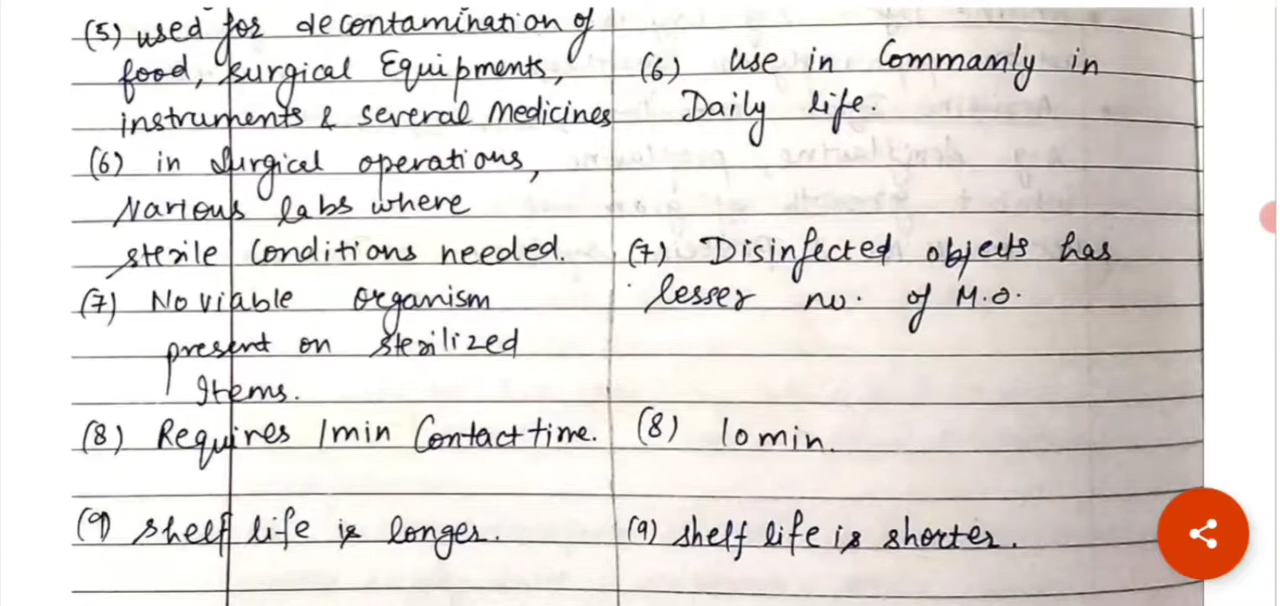 (5) used for decontamination of
food, surgical Equipments,
instruments & several Medicines
(6) in Surgical operations,
Various labs where
sterile conditions needed.
(7) No viable organism
present on sterilized
Items.
(8) Requires 1min Contact time.
(9) shelf life is longer.
(6) use in Commamly in
Daily life.
(7) Disinfected objects has
lesser no. of M.O.
(8) 10 min.
(9) shelf life is shorter.